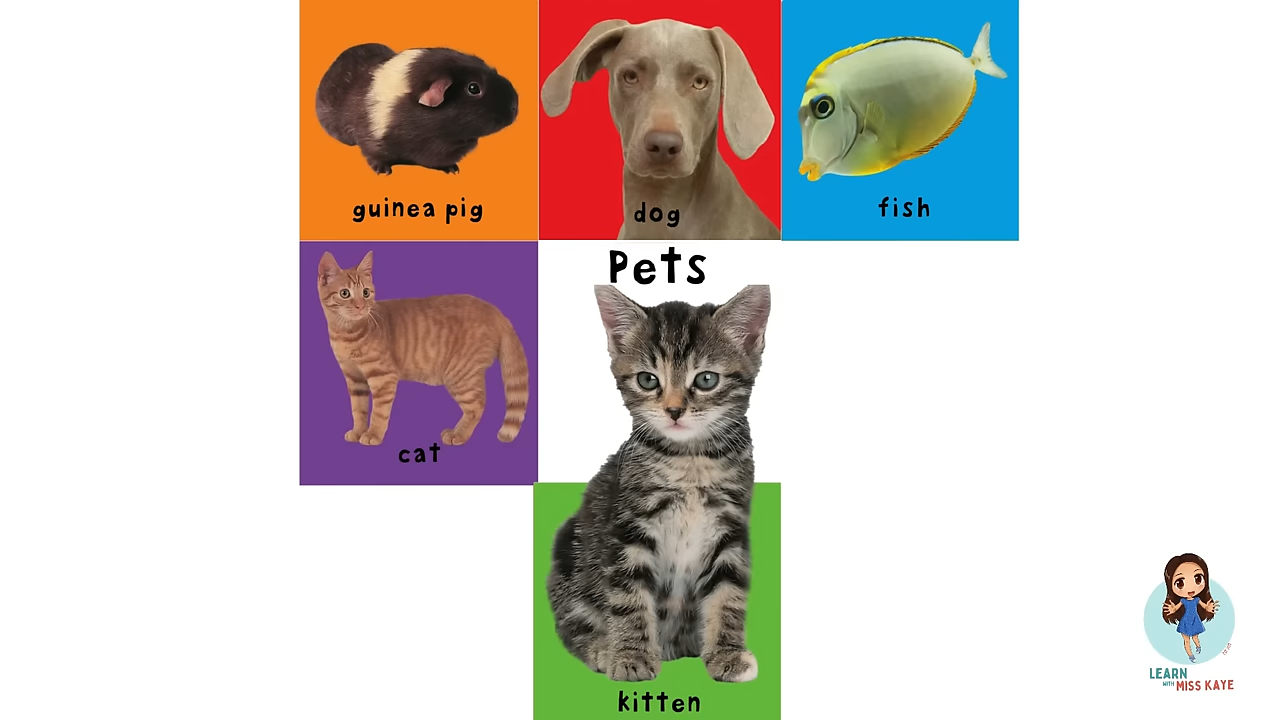 guinea pig
dog
fish
Pets
cat
kitten
LEARN
WITH MISS KAYE